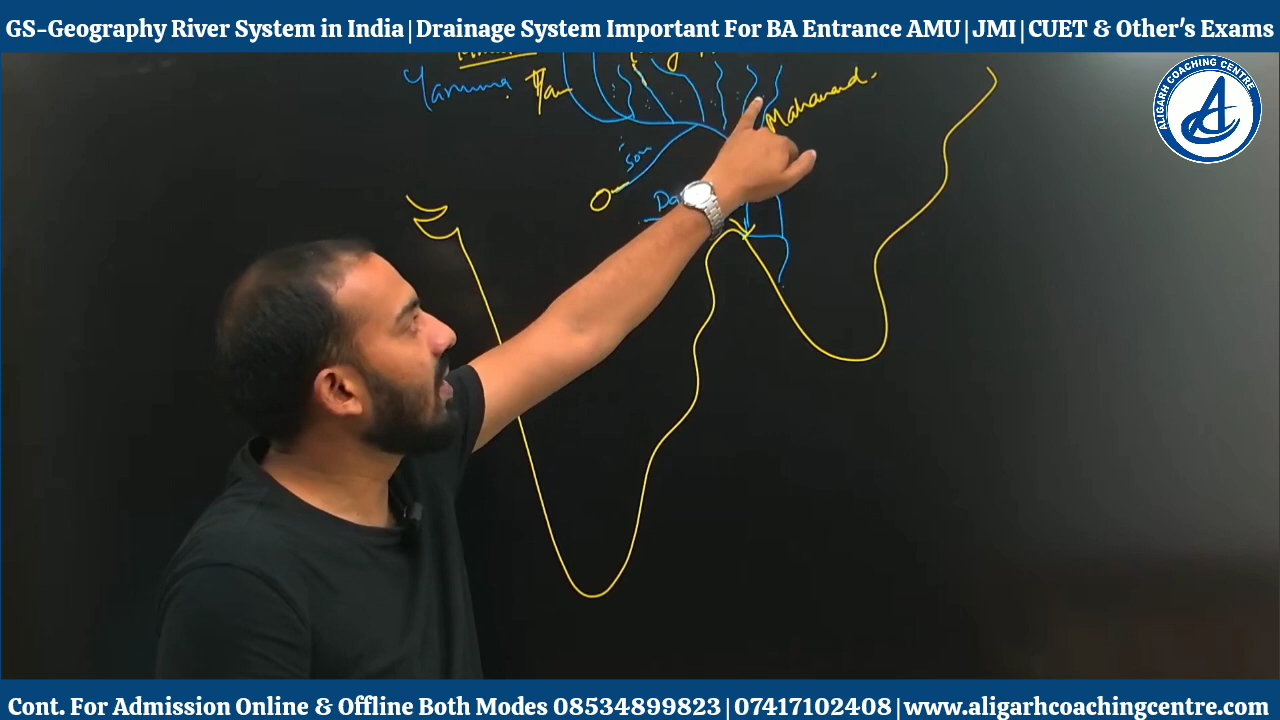 GS-Geography River System in India|Drainage System Important For BA Entrance AMU|JMI|CUET & Other's Exams
ALIGARH COACHING CENTRE
A
Yamuna
Mahanand.
Son
Cont. For Admission Online & Offline Both Modes 08534899823|07417102408|www.aligarhcoachingcentre.com